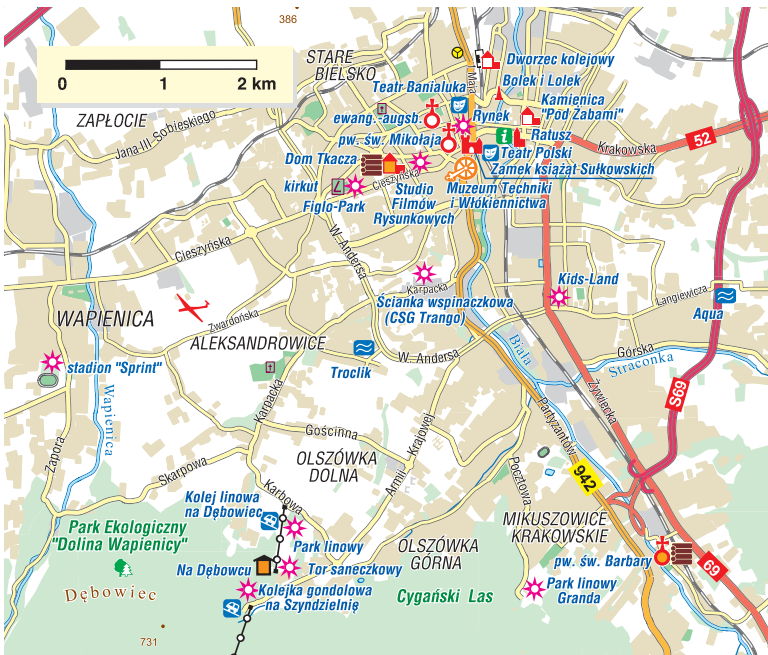 386
STARE
BIELSKO
0 1 2 km
Dworzec kolejowy
Bolek i Lolek
Teatr Banialuka
3 Maja
Kamienica
"Pod Żabami"
ZAPŁOCIE
Jana III Sobieskiego
ewang.-augsb.
Rynek
pw. św. Mikołaja
Ratusz
52
Krakowska
Teatr Polski
Dom Tkacza
Zamek książąt Sułkowskich
kirkut
Cieszyńska
Studio
Filmów
Rysunkowych
Muzeum Techniki
i Włókiennictwa
Figlo-Park
W. Andersa
Cieszyńska
Kids-Land
Karpacka
Langiewicza
Ścianka wspinaczkowa
(CSG Trango)
Aqua
WAPIENICA
Zwardońska
ALEKSANDROWICE
W. Andersa
Biała
Górska
Straconka
stadion "Sprint"
Troclik
Wapienica
Karpacka
Żywiecka
S69
Gościnna
Krajowej
Armii
Partyzantów
Zapora
Skarpowa
OLSZÓWKA
DOLNA
Pocztowa
942
Kolej linowa
na Dębowiec
Karbowa
Park Ekologiczny
"Dolina Wapienicy"
Park linowy
MIKUSZOWICE
KRAKOWSKIE
OLSZÓWKA
GÓRNA
Na Dębowcu
Tor saneczkowy
pw. św. Barbary
69
Dębowiec
Kolejka gondolowa
na Szyndzielnię
Cygański Las
Park linowy
Granda
731